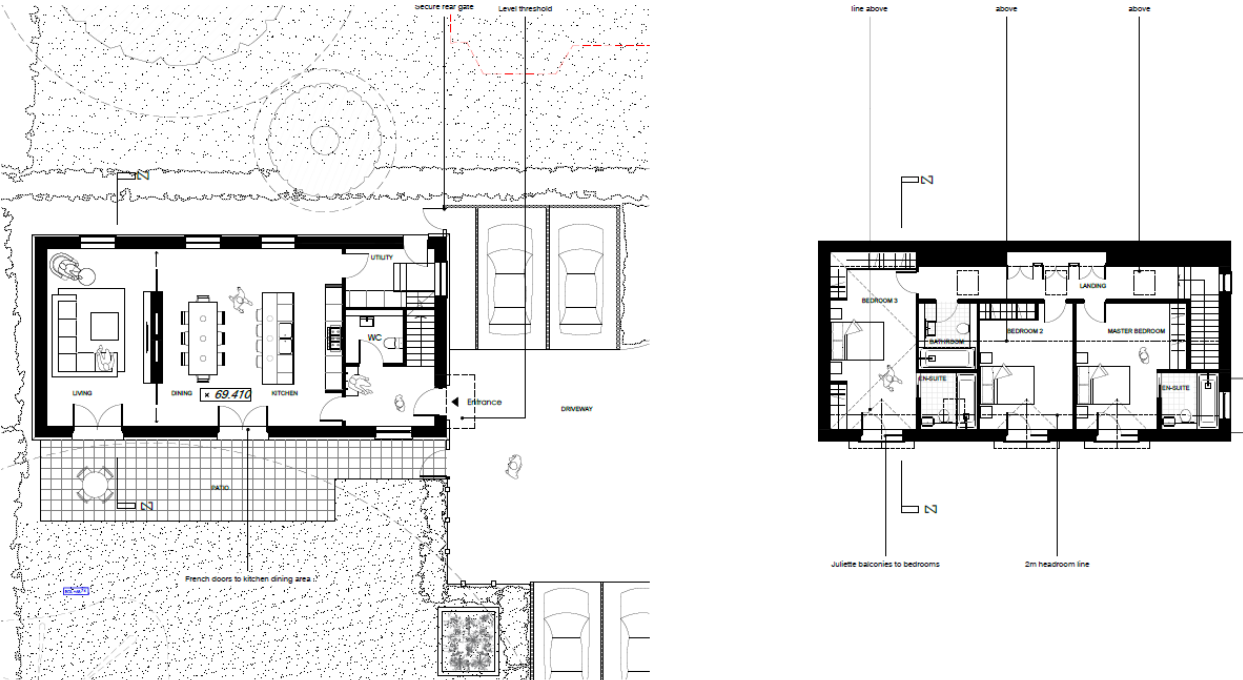 Secure rear gate
Level threshold
line above
above
above
UTILITY
WC
LIVING
DINING
× 69.410
KITCHEN
Entrance
DRIVEWAY
PATIO
French doors to kitchen dining area
BEDROOM 3
LANDING
BATHROOM
BEDROOM 2
MASTER BEDROOM
EN-SUITE
EN-SUITE
Juliette balconies to bedrooms
2m headroom line